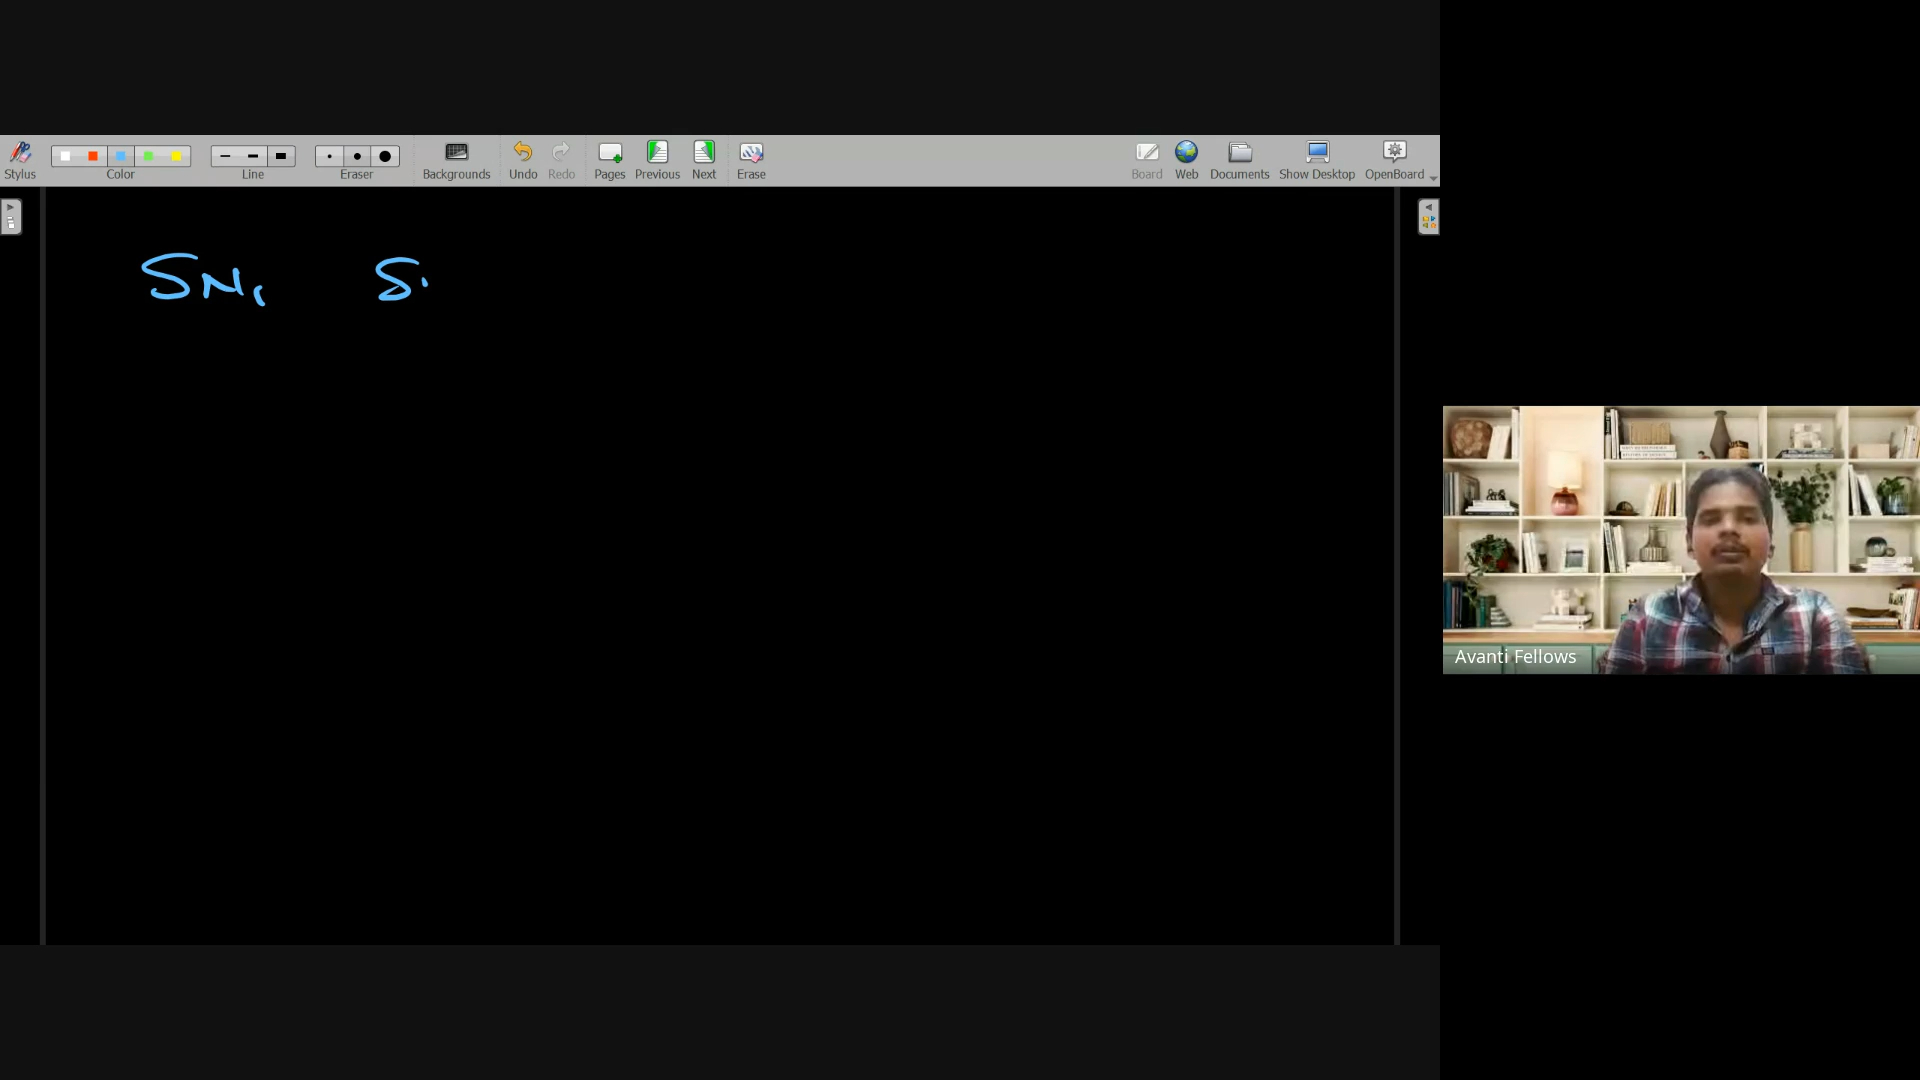 Stylus Color Line Eraser Backgrounds Undo Redo Pages Previous Next Erase Board Web Documents Show Desktop OpenBoard
SN₁ S
Avanti Fellows